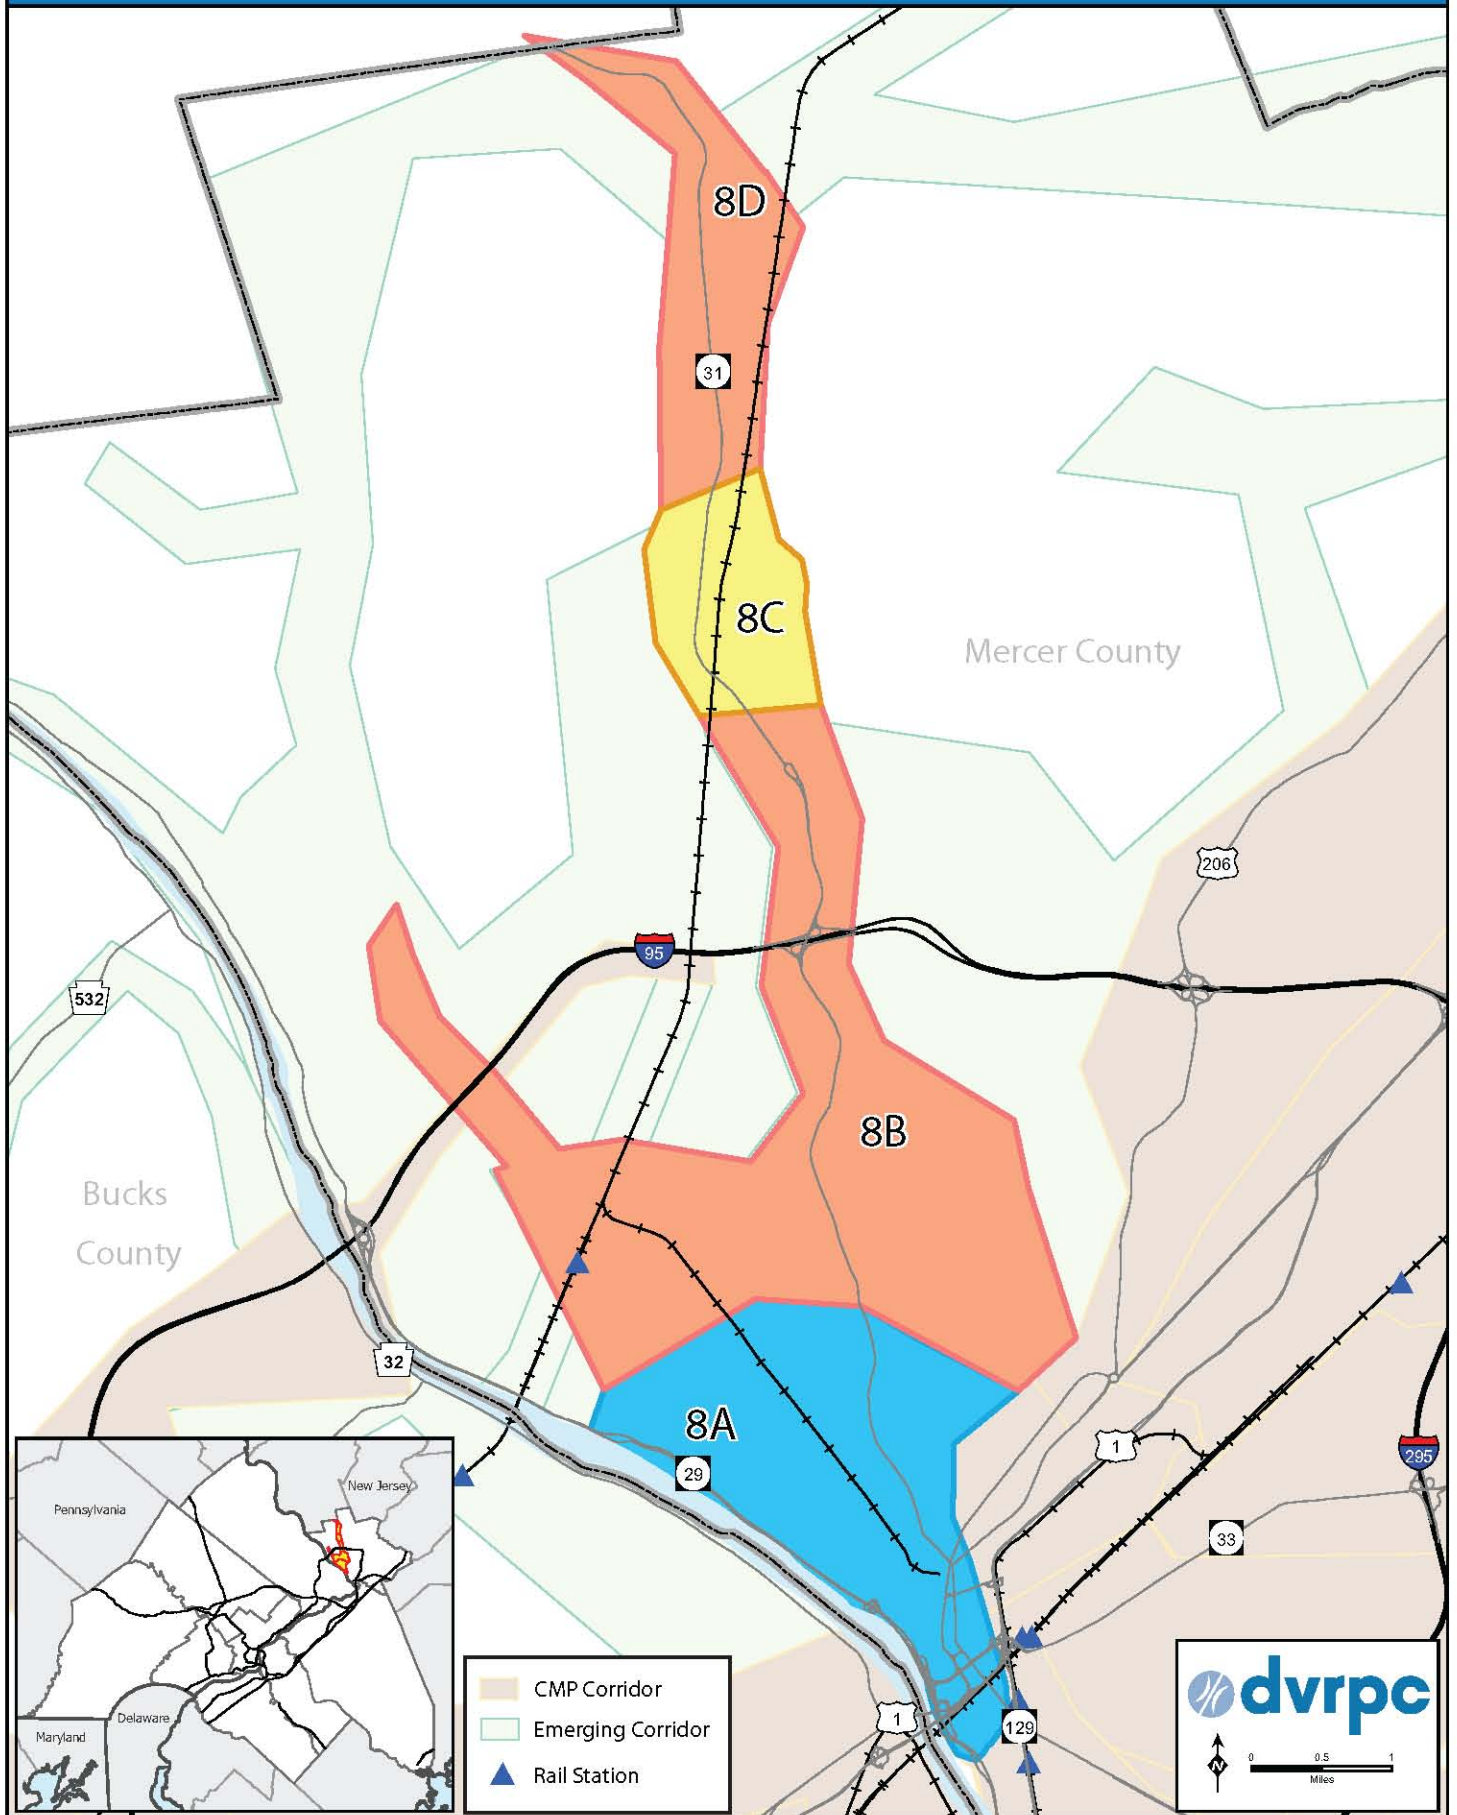 8D
31
8C
Mercer County
206
95
532
8B
Bucks
County
32
8A
1
295
29
33
New Jersey
Pennsylvania
Delaware
Maryland
CMP Corridor
Emerging Corridor
Rail Station
1
129
dvrpc
N
0 0.5 1
Miles